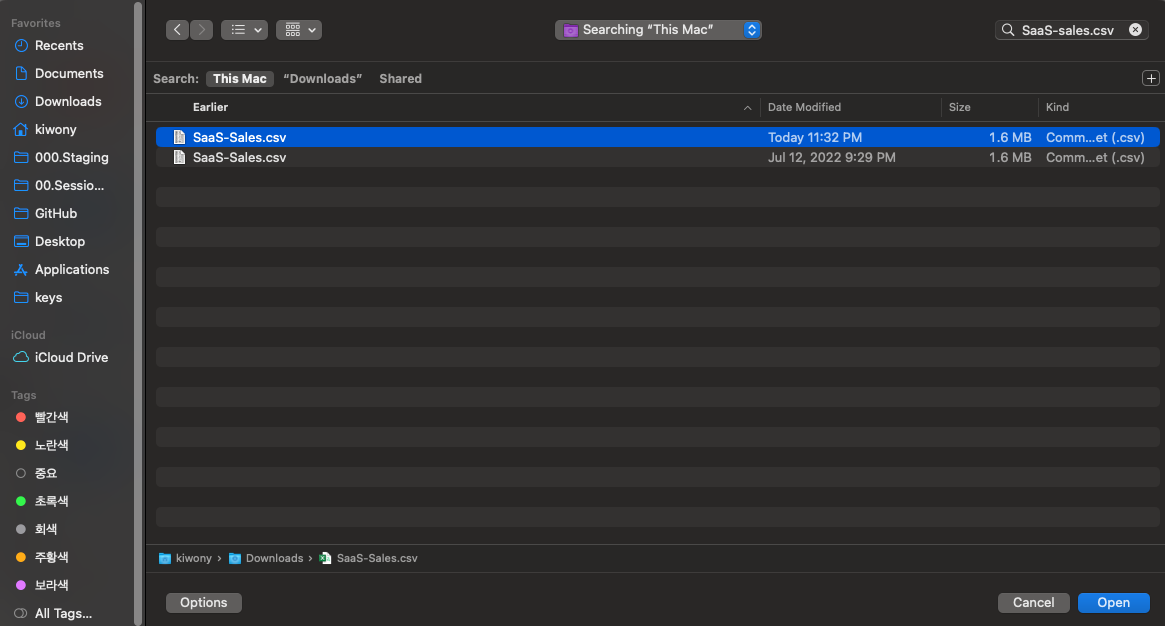 Favorites
Recents
Documents
Downloads
kiwony
000.Staging
00.Sessio...
GitHub
Desktop
Applications
keys
iCloud
iCloud Drive
Tags
빨간색
노란색
중요
초록색
회색
주황색
보라색
All Tags...
Searching “This Mac”
SaaS-sales.csv
Search: This Mac “Downloads” Shared
Earlier Date Modified Size Kind
SaaS-Sales.csv Today 11:32 PM 1.6 MB Comm...et (.csv)
SaaS-Sales.csv Jul 12, 2022 9:29 PM 1.6 MB Comm...et (.csv)
kiwony › Downloads › SaaS-Sales.csv
Options Cancel Open